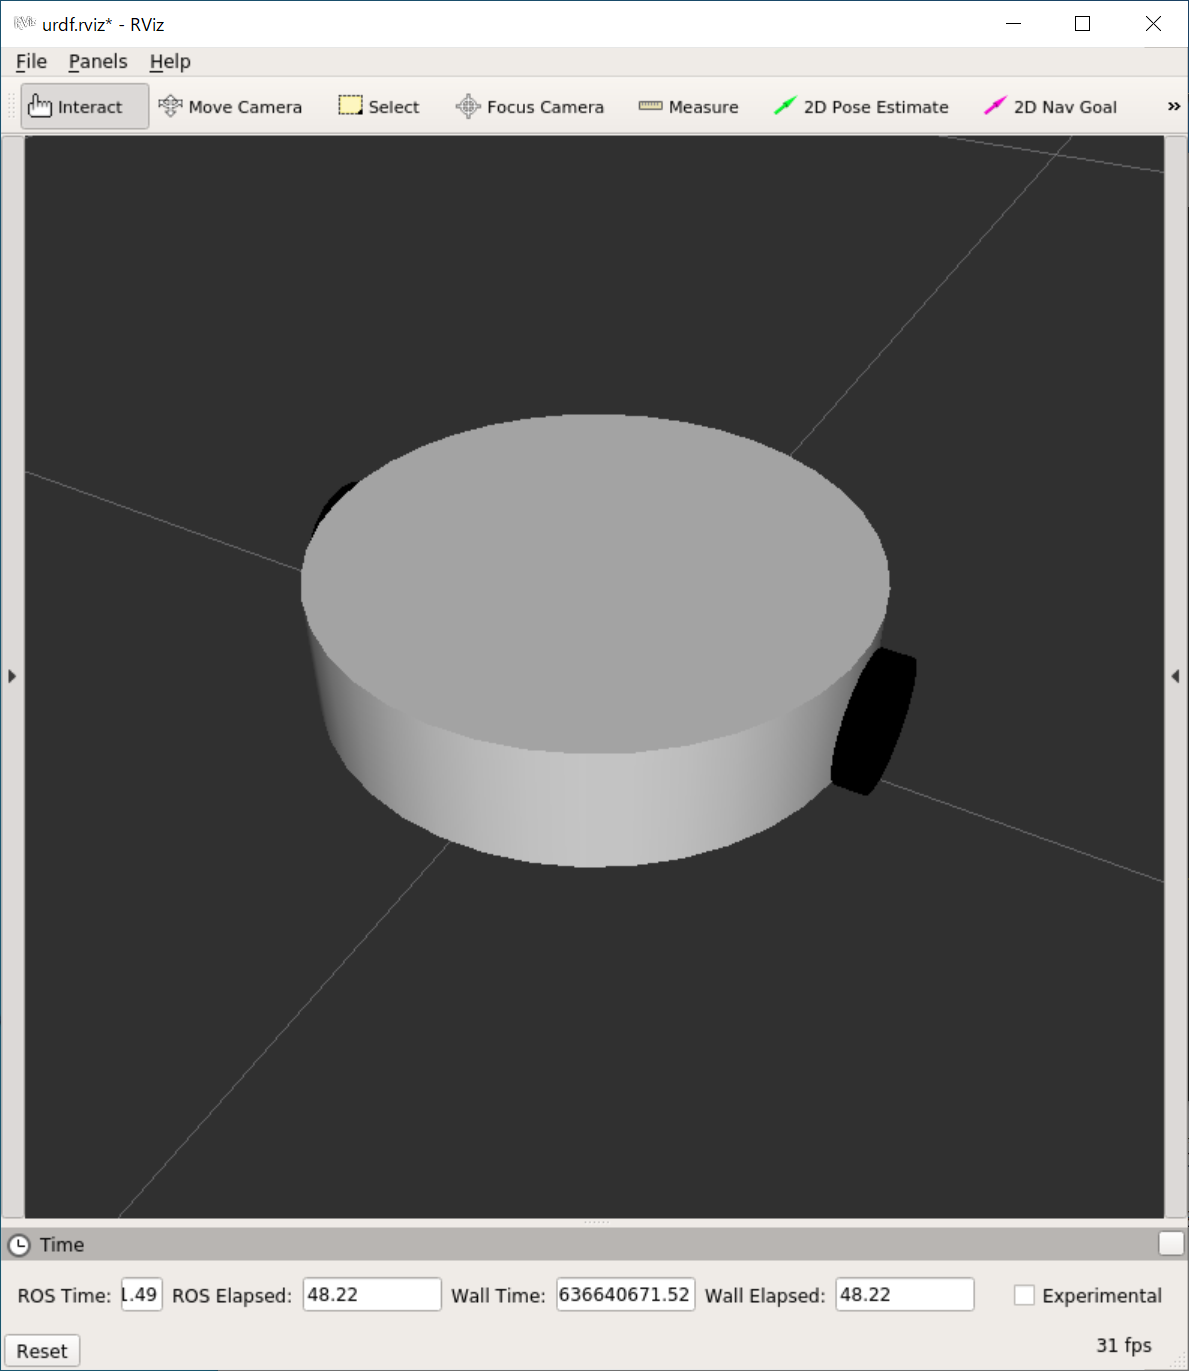 urdf.rviz* - RViz
File Panels Help
Interact Move Camera Select Focus Camera Measure 2D Pose Estimate 2D Nav Goal »
Time
ROS Time: 1.49 ROS Elapsed: 48.22 Wall Time: 636640671.52 Wall Elapsed: 48.22 Experimental
Reset 31 fps